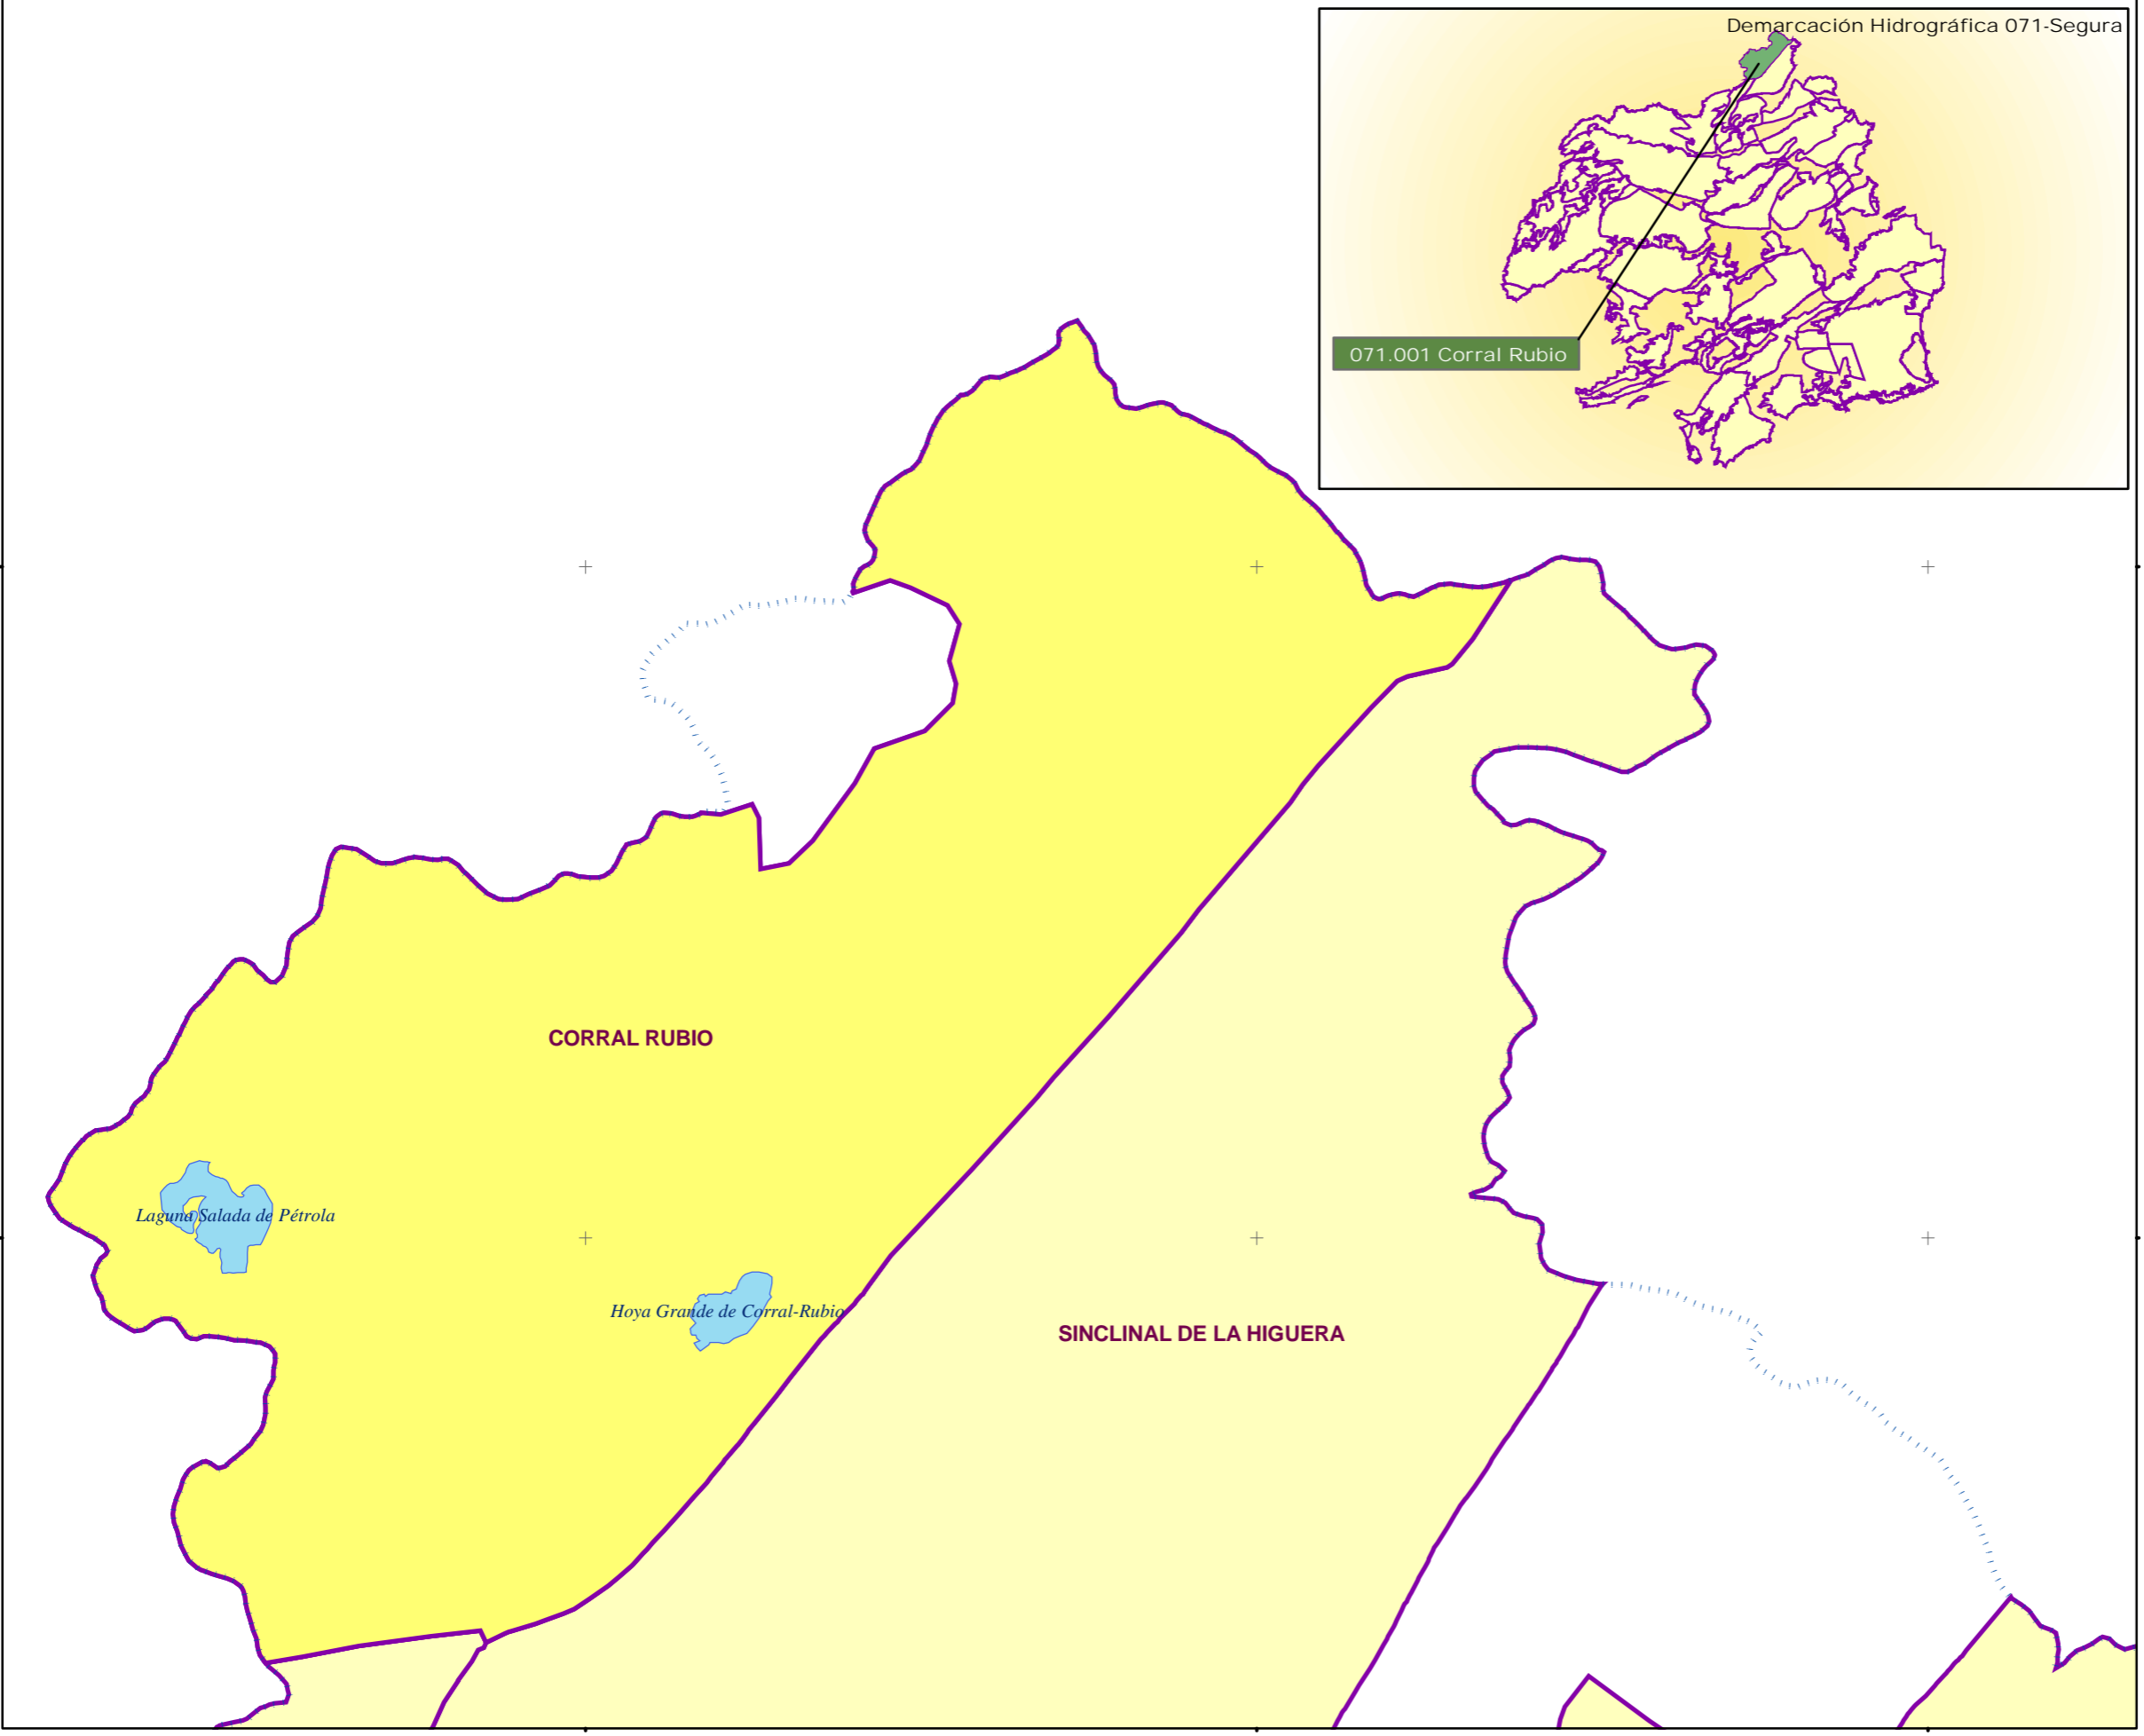 Demarcación Hidrográfica 071-Segura
071.001 Corral Rubio
CORRAL RUBIO
Laguna Salada de Pétrola
Hoya Grande de Corral-Rubio
SINCLINAL DE LA HIGUERA